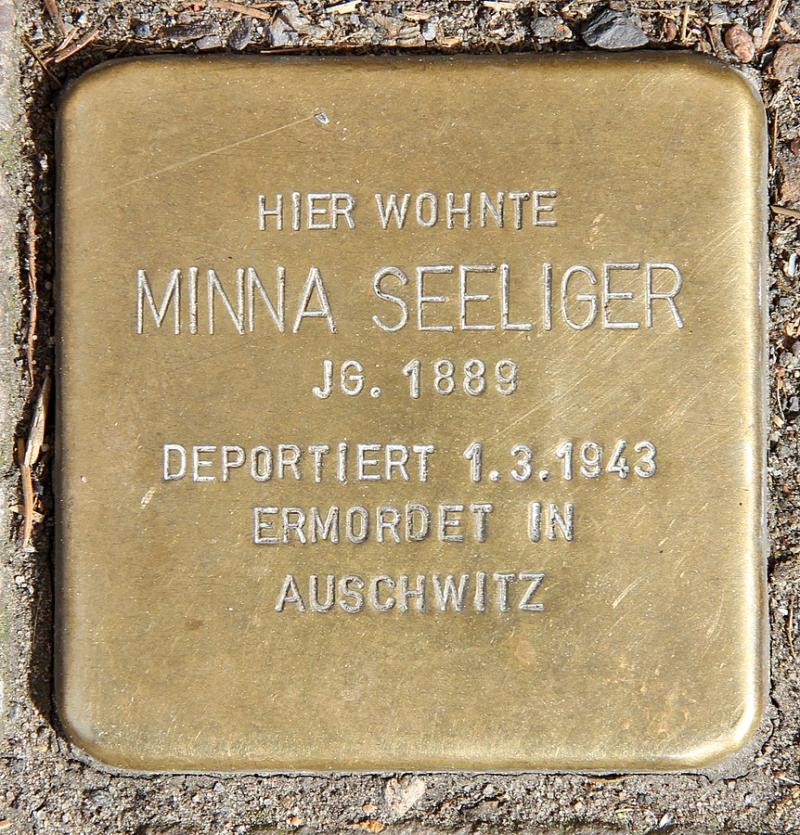 HIER WOHNTE
MINNA SEELIGER
JG. 1889
DEPORTIERT 1.3.1943
ERMORDET IN
AUSCHWITZ